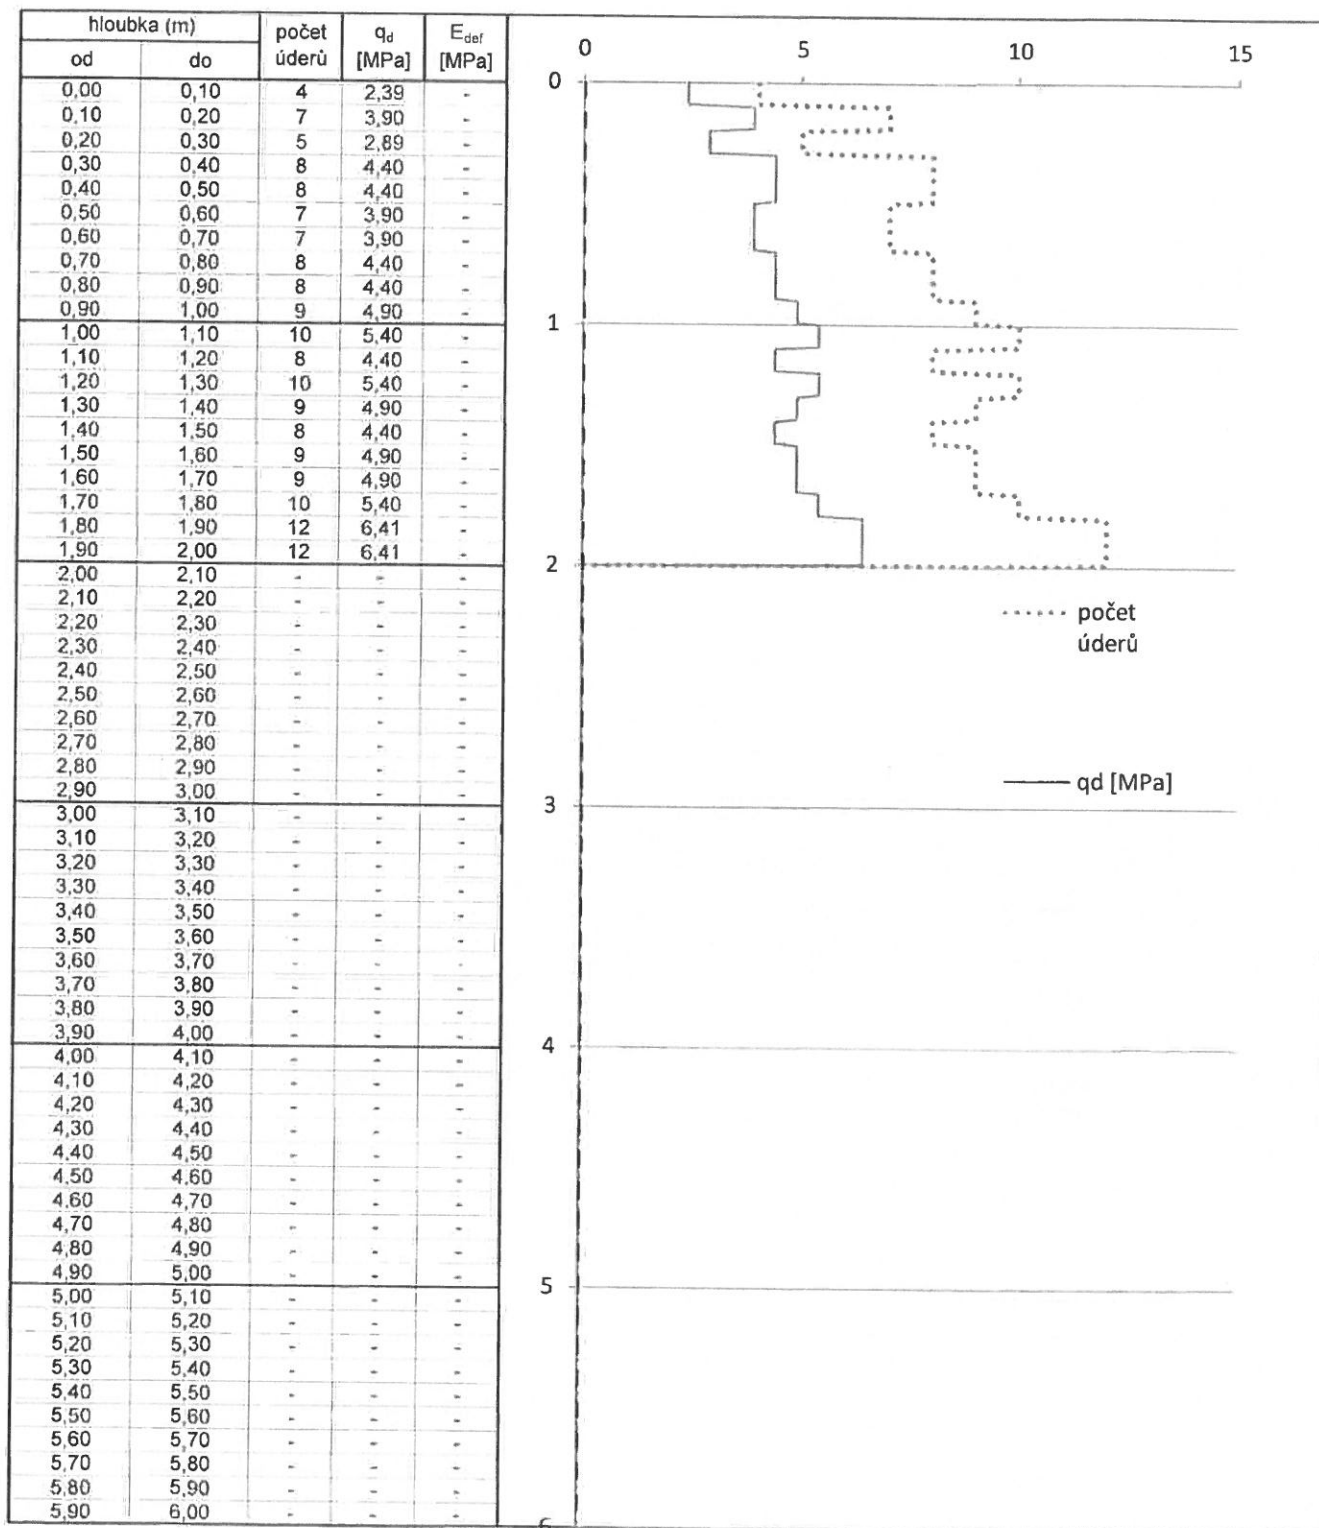 hloubka (m) počet úderů qd [MPa] Edef [MPa]
od do
0,00 0,10 4 2,39 -
0,10 0,20 7 3,90 -
0,20 0,30 5 2,89 -
0,30 0,40 8 4,40 -
0,40 0,50 8 4,40 -
0,50 0,60 7 3,90 -
0,60 0,70 7 3,90 -
0,70 0,80 8 4,40 -
0,80 0,90 8 4,40 -
0,90 1,00 9 4,90 -
1,00 1,10 10 5,40 -
1,10 1,20 8 4,40 -
1,20 1,30 10 5,40 -
1,30 1,40 9 4,90 -
1,40 1,50 8 4,40 -
1,50 1,60 9 4,90 -
1,60 1,70 9 4,90 -
1,70 1,80 10 5,40 -
1,80 1,90 12 6,41 -
1,90 2,00 12 6,41 -
2,00 2,10 - - -
2,10 2,20 - - -
2,20 2,30 - - -
2,30 2,40 - - -
2,40 2,50 - - -
2,50 2,60 - - -
2,60 2,70 - - -
2,70 2,80 - - -
2,80 2,90 - - -
2,90 3,00 - - -
3,00 3,10 - - -
3,10 3,20 - - -
3,20 3,30 - - -
3,30 3,40 - - -
3,40 3,50 - - -
3,50 3,60 - - -
3,60 3,70 - - -
3,70 3,80 - - -
3,80 3,90 - - -
3,90 4,00 - - -
4,00 4,10 - - -
4,10 4,20 - - -
4,20 4,30 - - -
4,30 4,40 - - -
4,40 4,50 - - -
4,50 4,60 - - -
4,60 4,70 - - -
4,70 4,80 - - -
4,80 4,90 - - -
4,90 5,00 - - -
5,00 5,10 - - -
5,10 5,20 - - -
5,20 5,30 - - -
5,30 5,40 - - -
5,40 5,50 - - -
5,50 5,60 - - -
5,60 5,70 - - -
5,70 5,80 - - -
5,80 5,90 - - -
5,90 6,00 - - -
0 5 10 15
0
1
2
počet
úderů
qd [MPa]
3
4
5
6